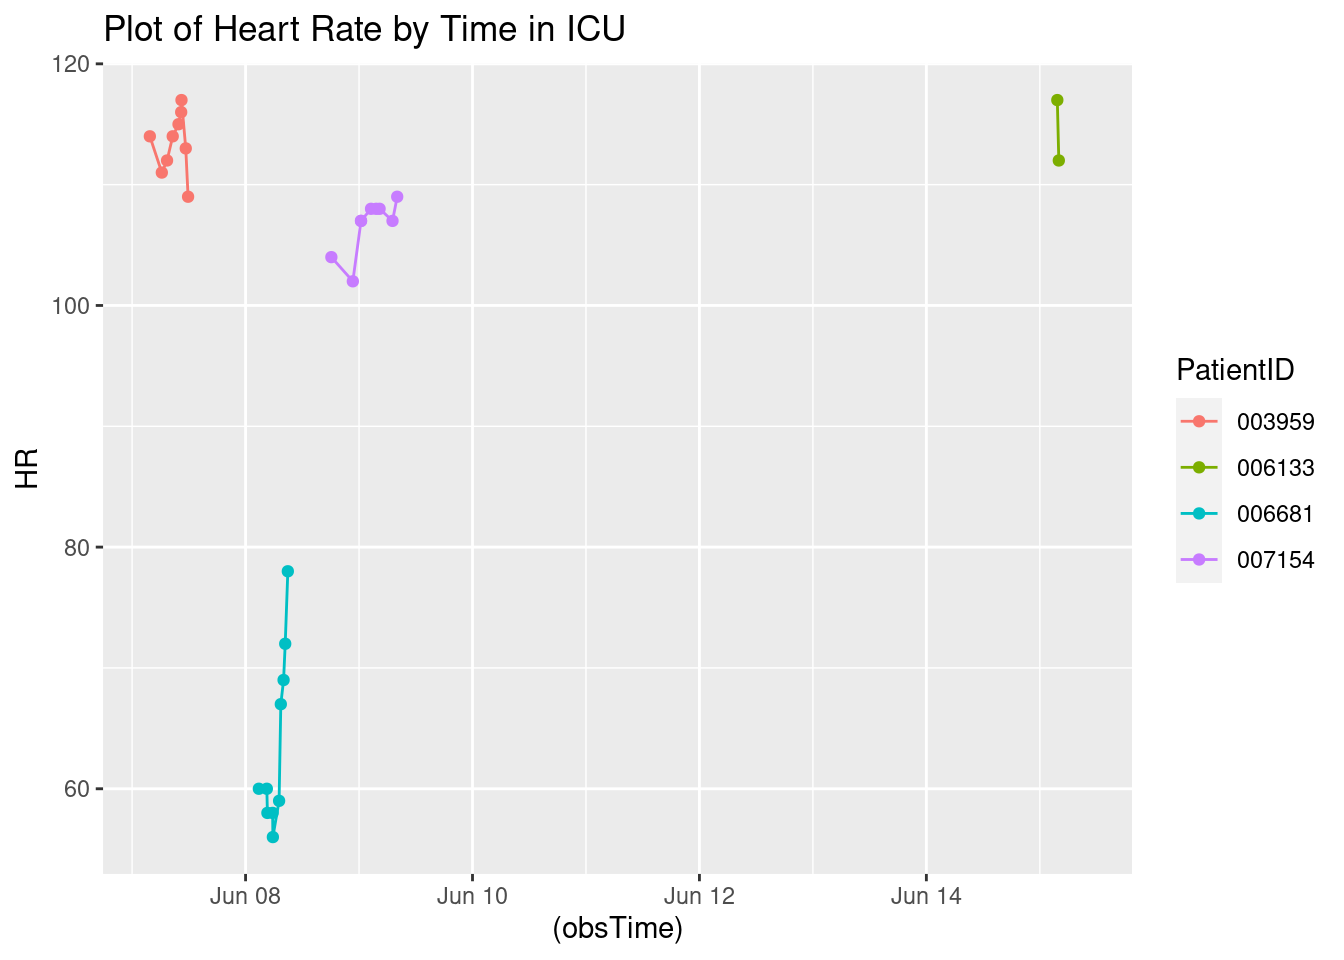 Plot of Heart Rate by Time in ICU
120
100
80
60
HR
Jun 08
Jun 10
Jun 12
Jun 14
(obsTime)
PatientID
003959
006133
006681
007154